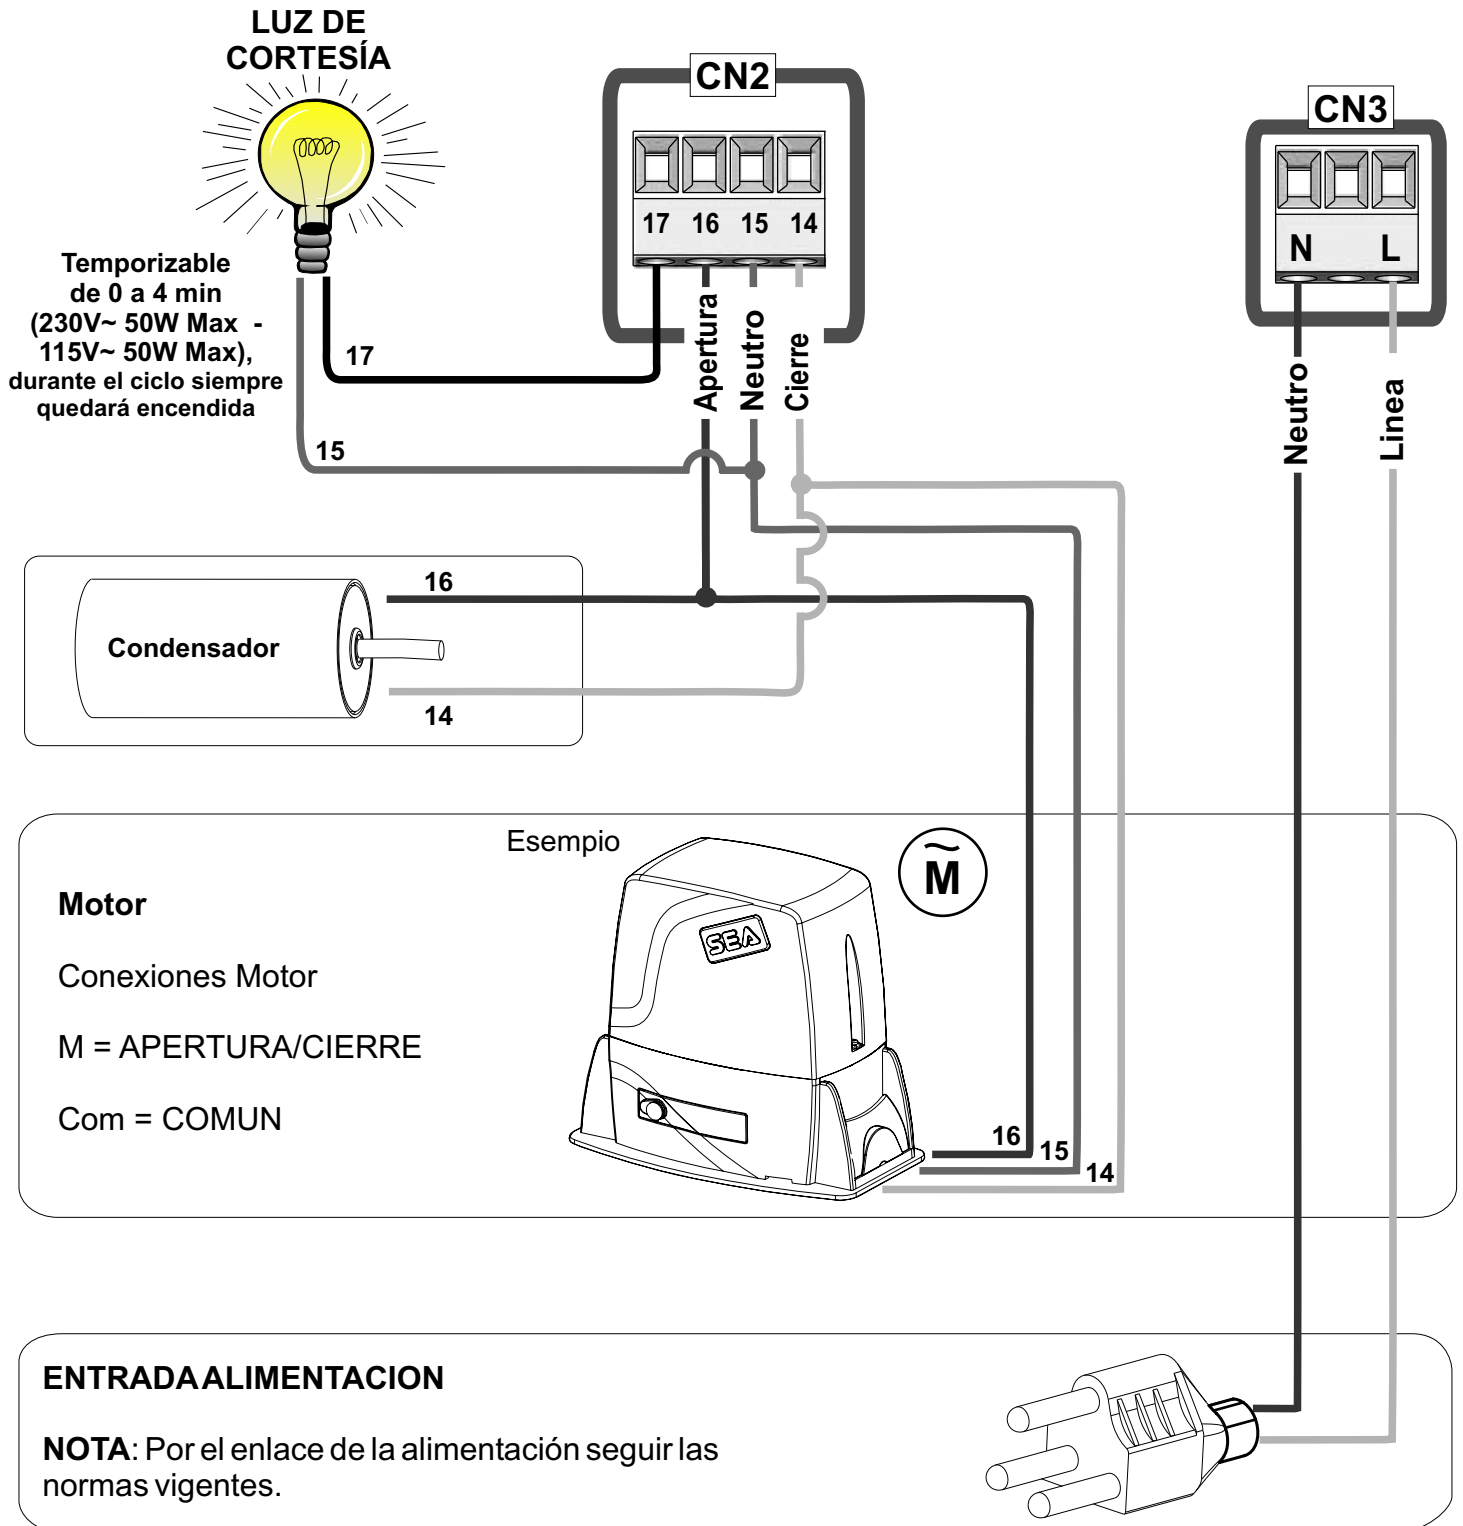 LUZ DE
CORTESÍA
CN2
CN3
17 16 15 14
N L
Temporizable
de 0 a 4 min
(230V~ 50W Max -
115V~ 50W Max),
durante el ciclo siempre
quedará encendida
17
15
Apertura
Neutro
Cierre
Neutro
Linea
16
Condensador
14
Esempio
M
SEA
Motor
Conexiones Motor
M = APERTURA/CIERRE
Com = COMUN
16
15
14
ENTRADA ALIMENTACION
NOTA: Por el enlace de la alimentación seguir las
normas vigentes.